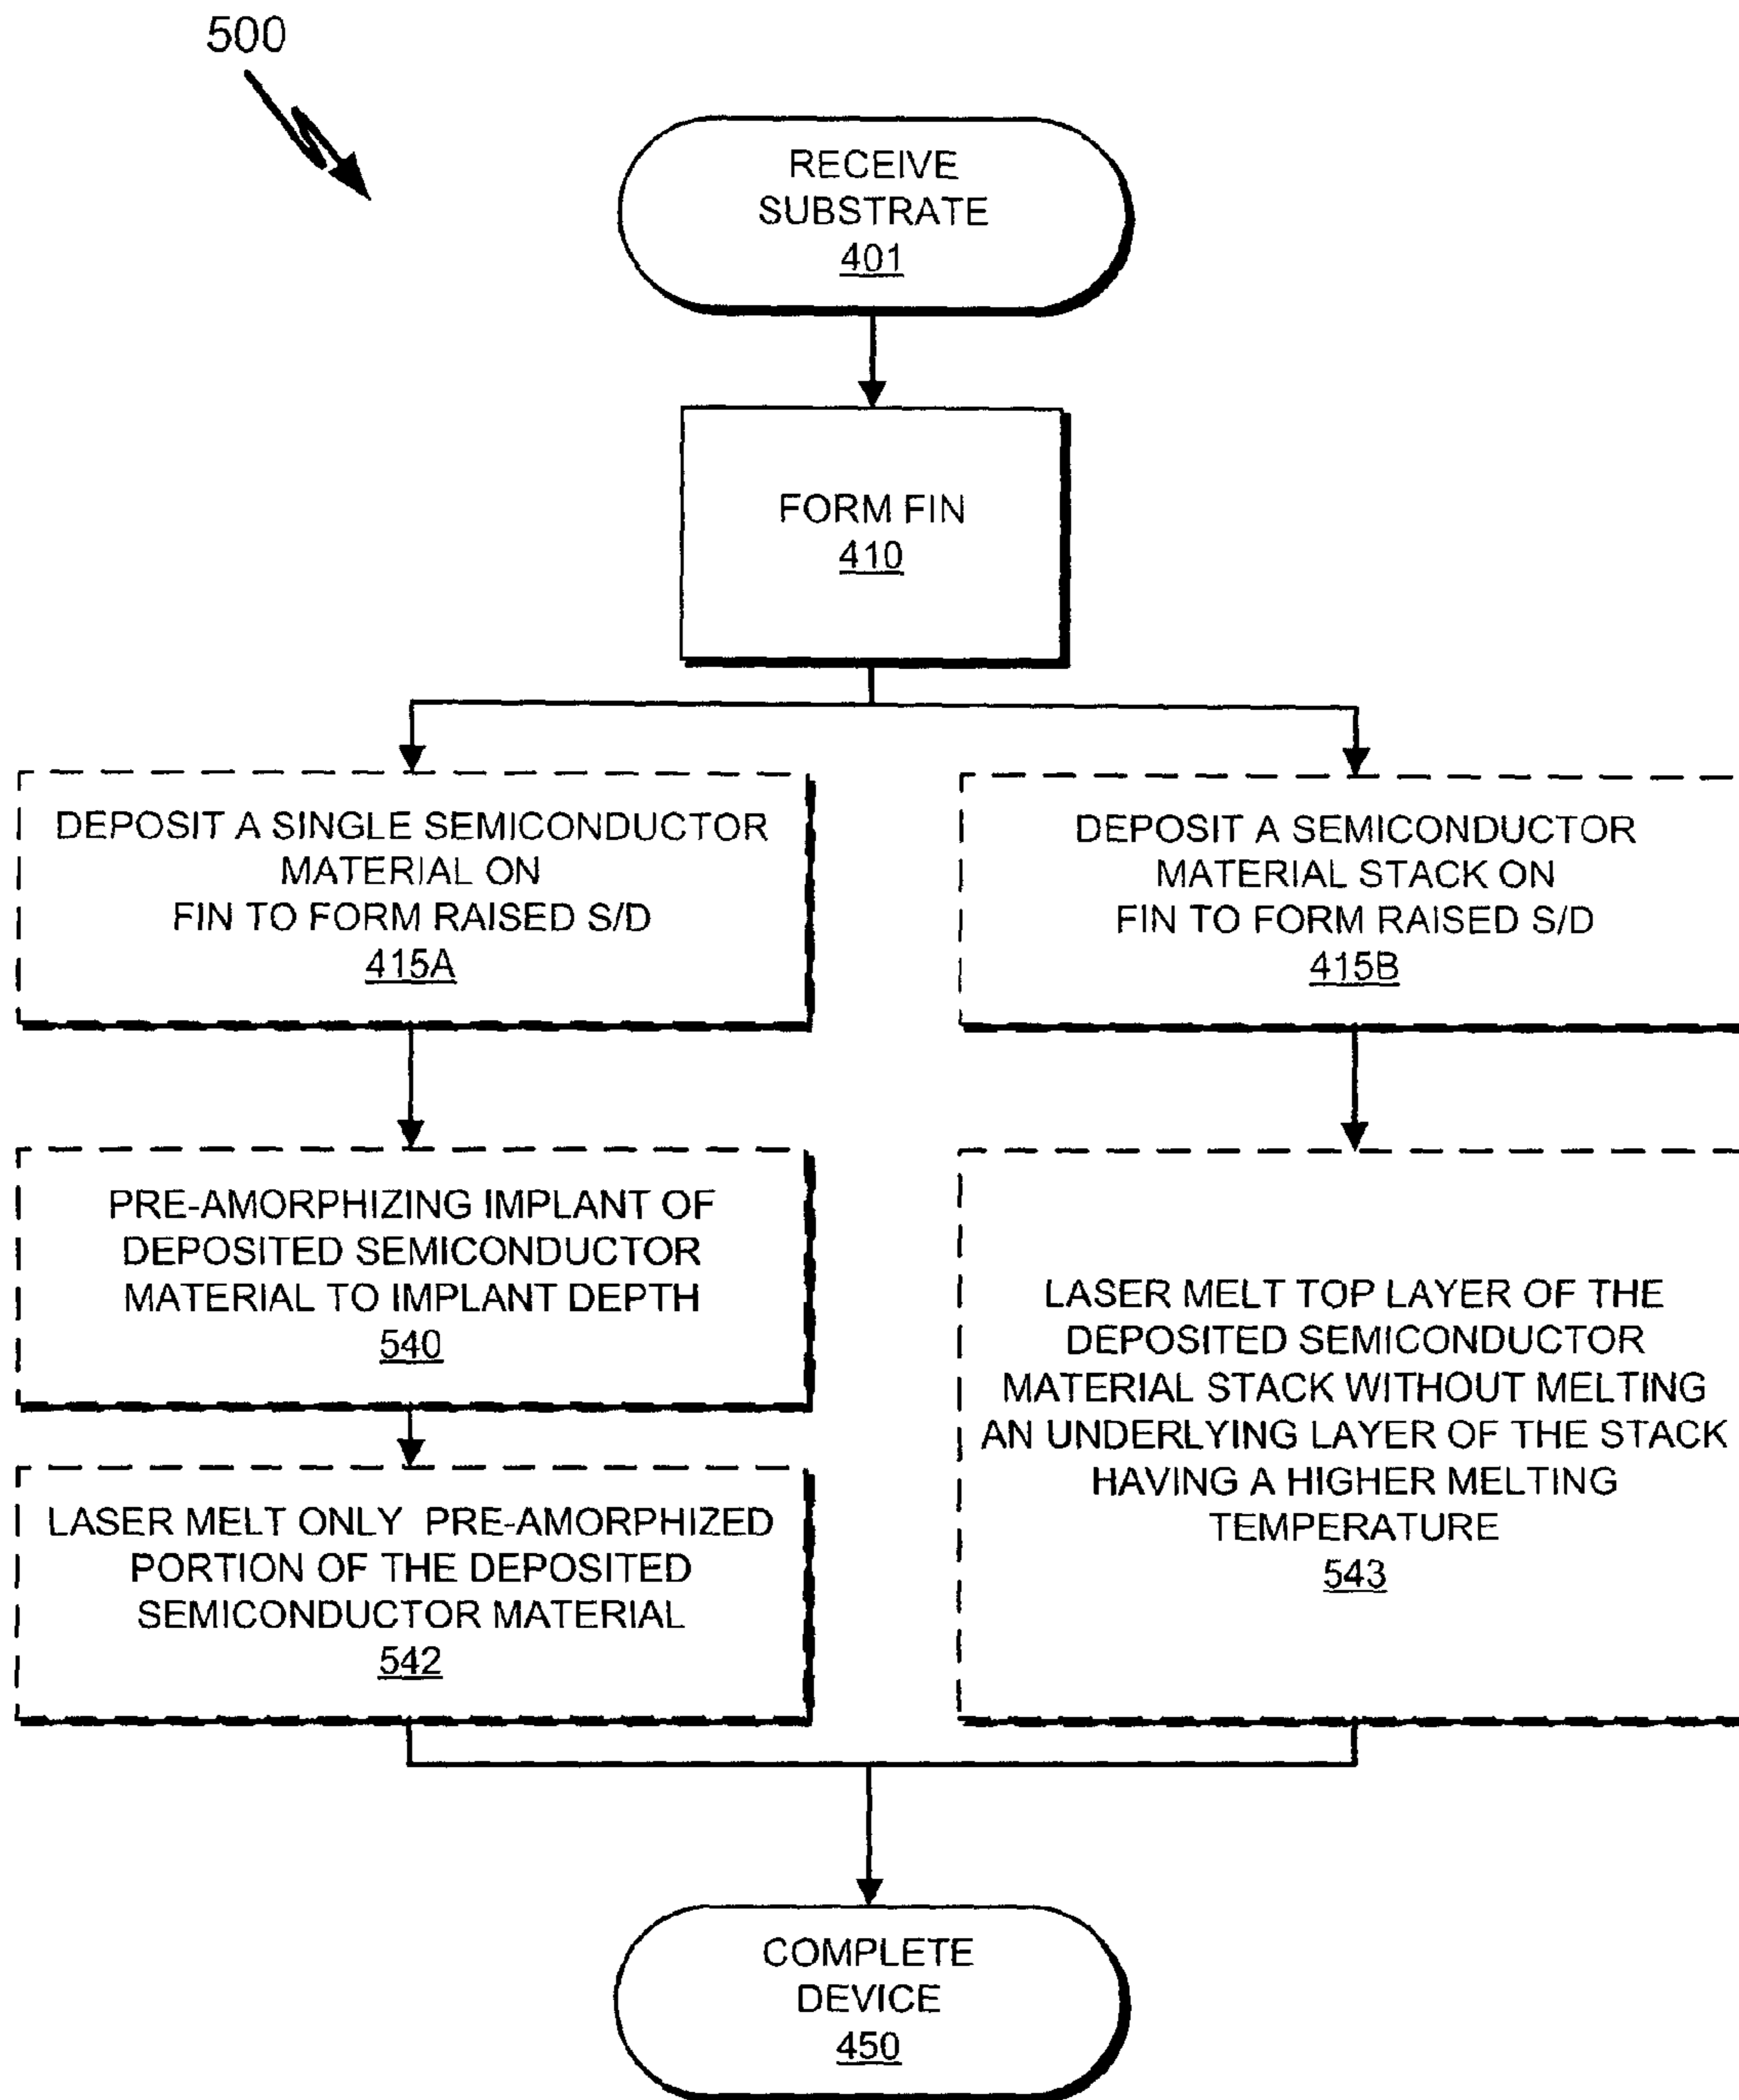 500
RECEIVE
SUBSTRATE
401
FORM FIN
410
DEPOSIT A SINGLE SEMICONDUCTOR
MATERIAL ON
FIN TO FORM RAISED S/D
415A
DEPOSIT A SEMICONDUCTOR
MATERIAL STACK ON
FIN TO FORM RAISED S/D
415B
PRE-AMORPHIZING IMPLANT OF
DEPOSITED SEMICONDUCTOR
MATERIAL TO IMPLANT DEPTH
540
LASER MELT ONLY PRE-AMORPHIZED
PORTION OF THE DEPOSITED
SEMICONDUCTOR MATERIAL
542
LASER MELT TOP LAYER OF THE
DEPOSITED SEMICONDUCTOR
MATERIAL STACK WITHOUT MELTING
AN UNDERLYING LAYER OF THE STACK
HAVING A HIGHER MELTING
TEMPERATURE
543
COMPLETE
DEVICE
450